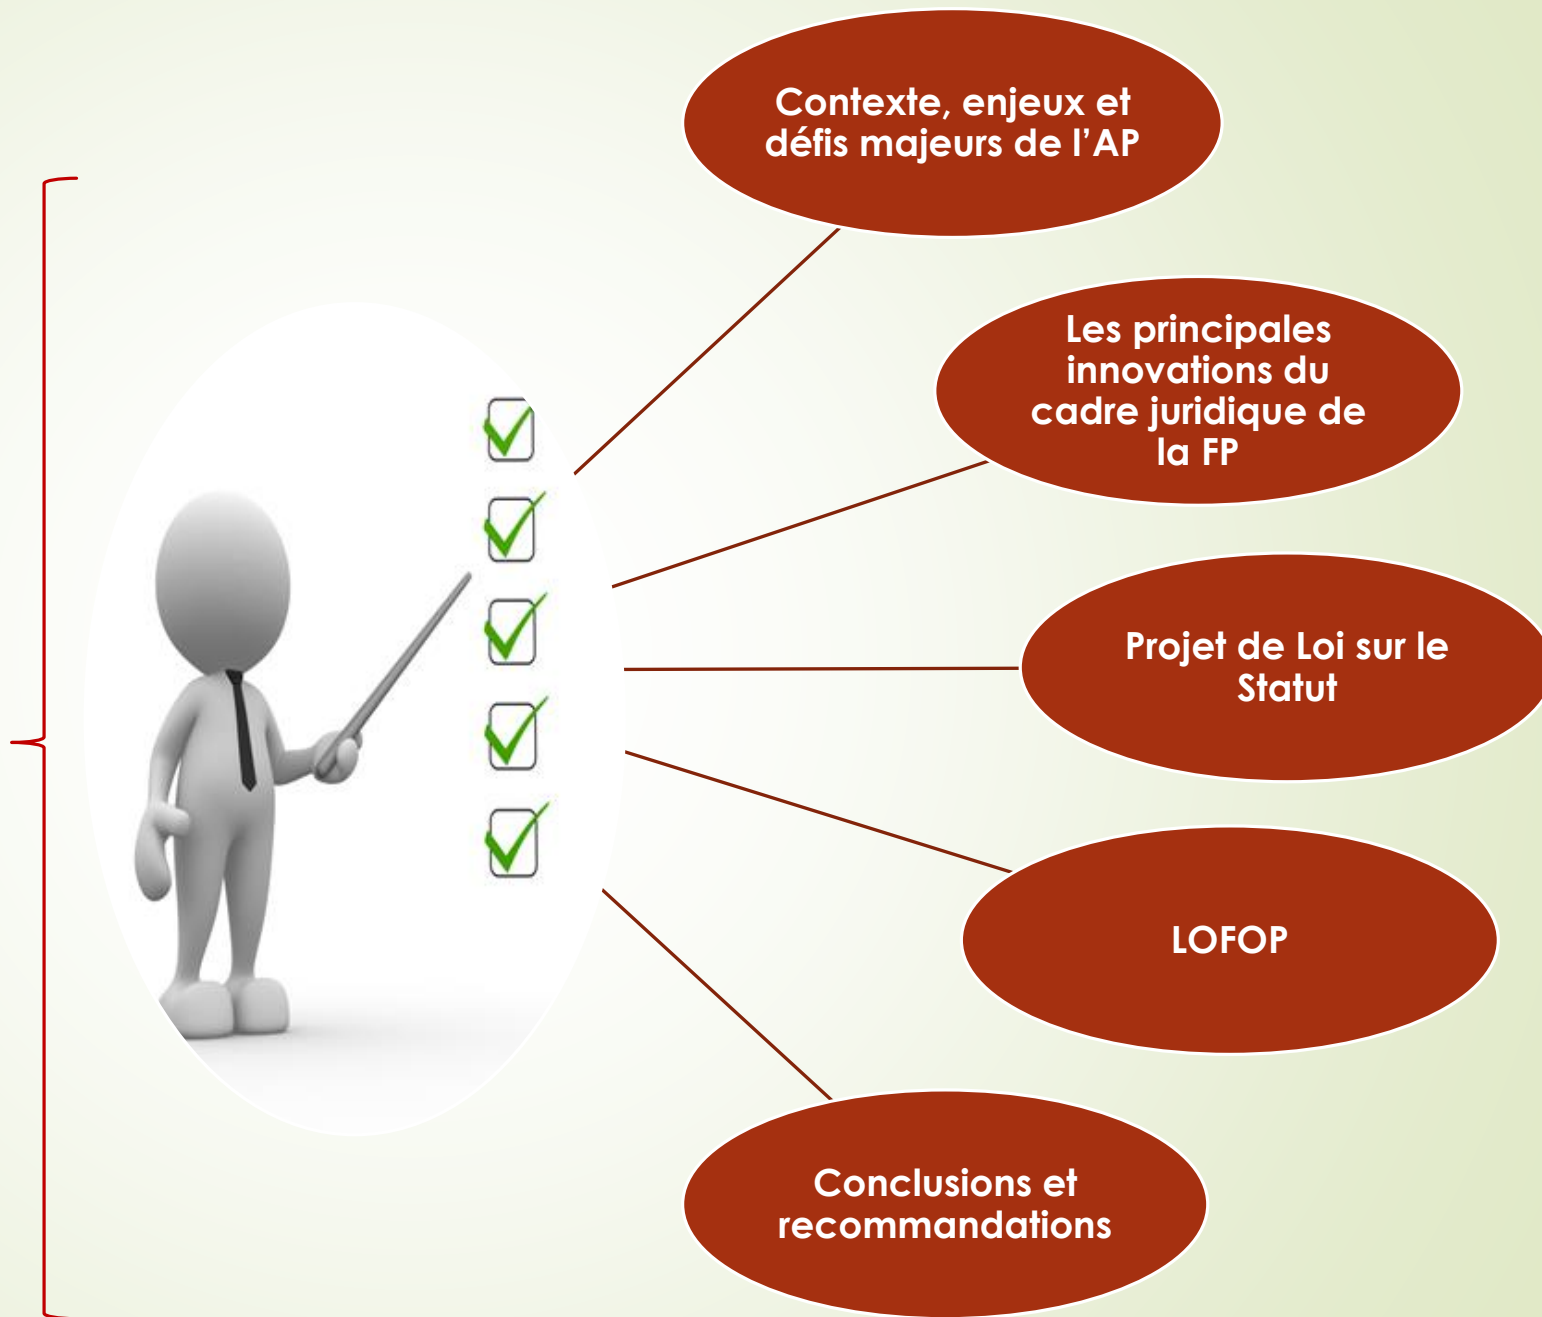 Contexte, enjeux et
défis majeurs de l’AP
Les principales
innovations du
cadre juridique de
la FP
Projet de Loi sur le
Statut
LOFOP
Conclusions et
recommandations